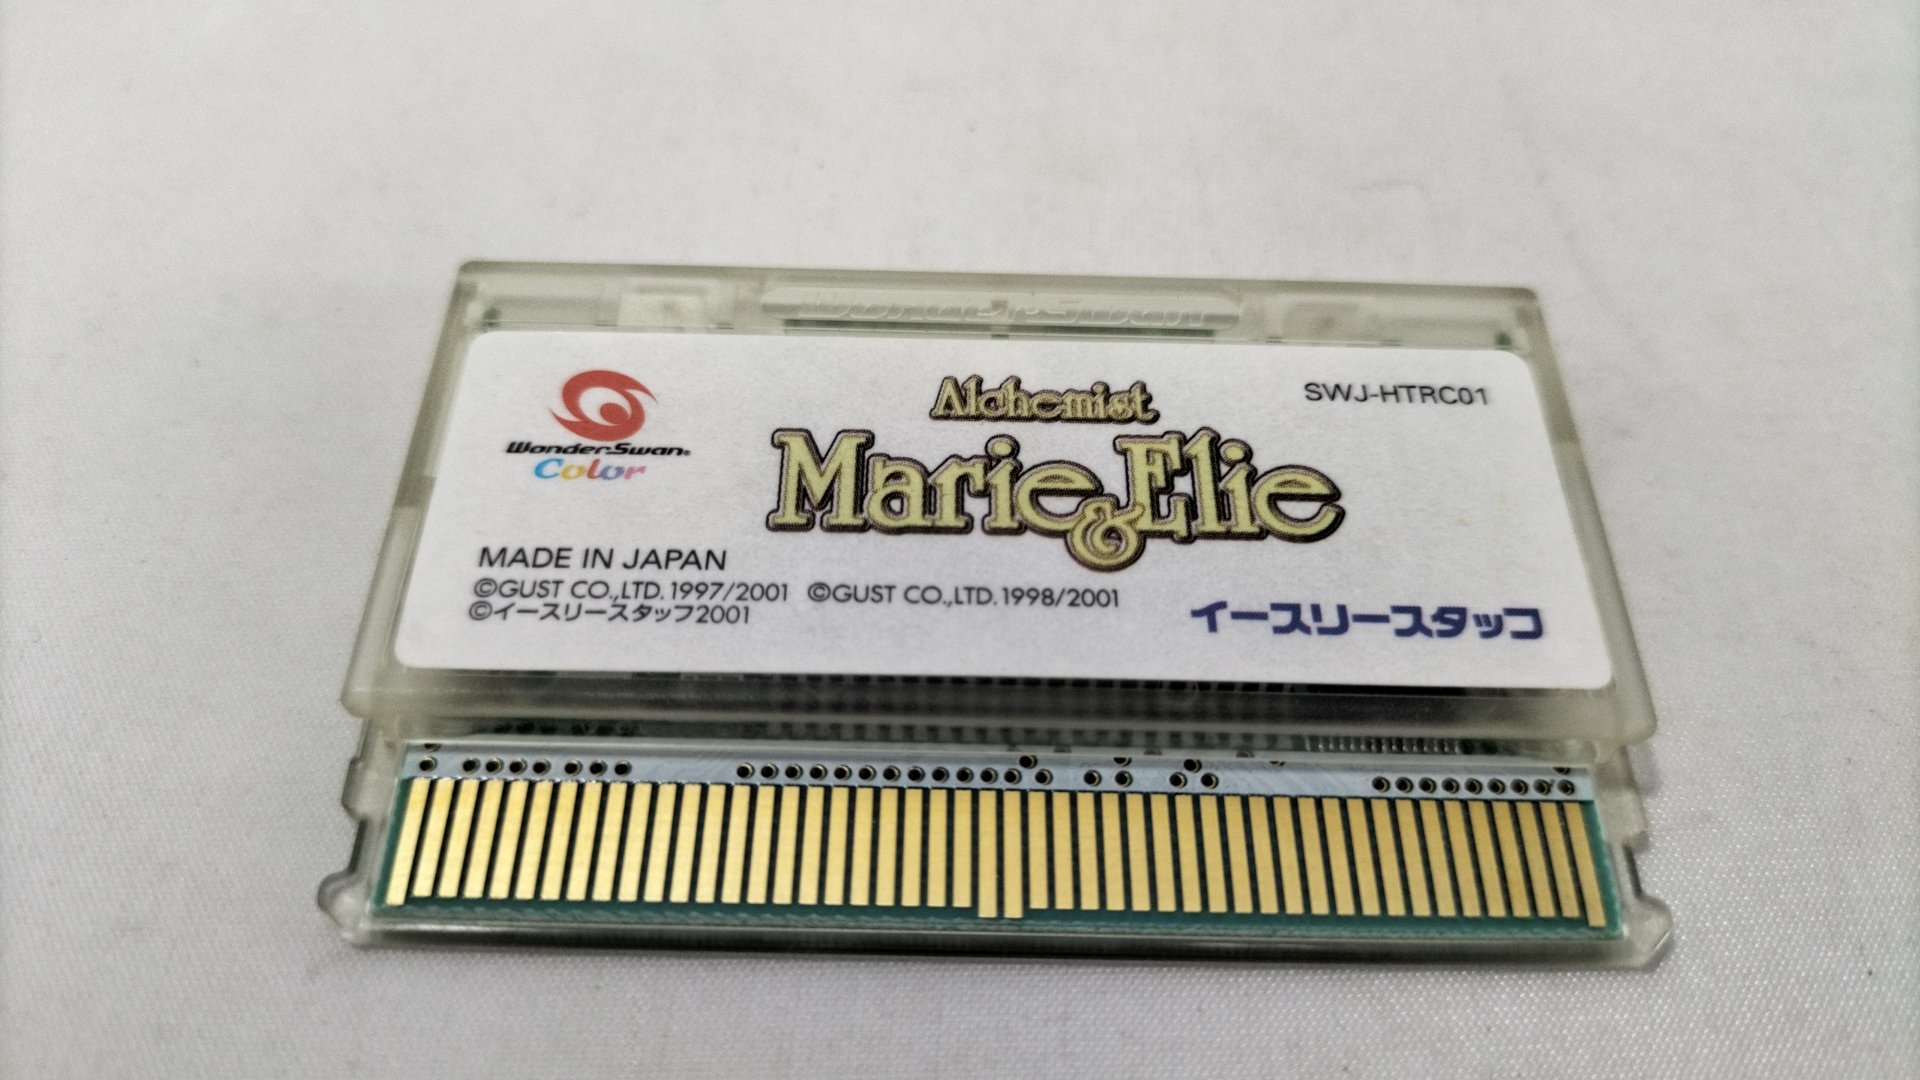 WonderSwan
WonderSwan®
Color
Alchemist
Marie & Elie
SWJ-HTRC01
MADE IN JAPAN
©GUST CO.,LTD. 1997/2001 ©GUST CO.,LTD. 1998/2001
©イースリースタッフ2001
イースリースタッフ